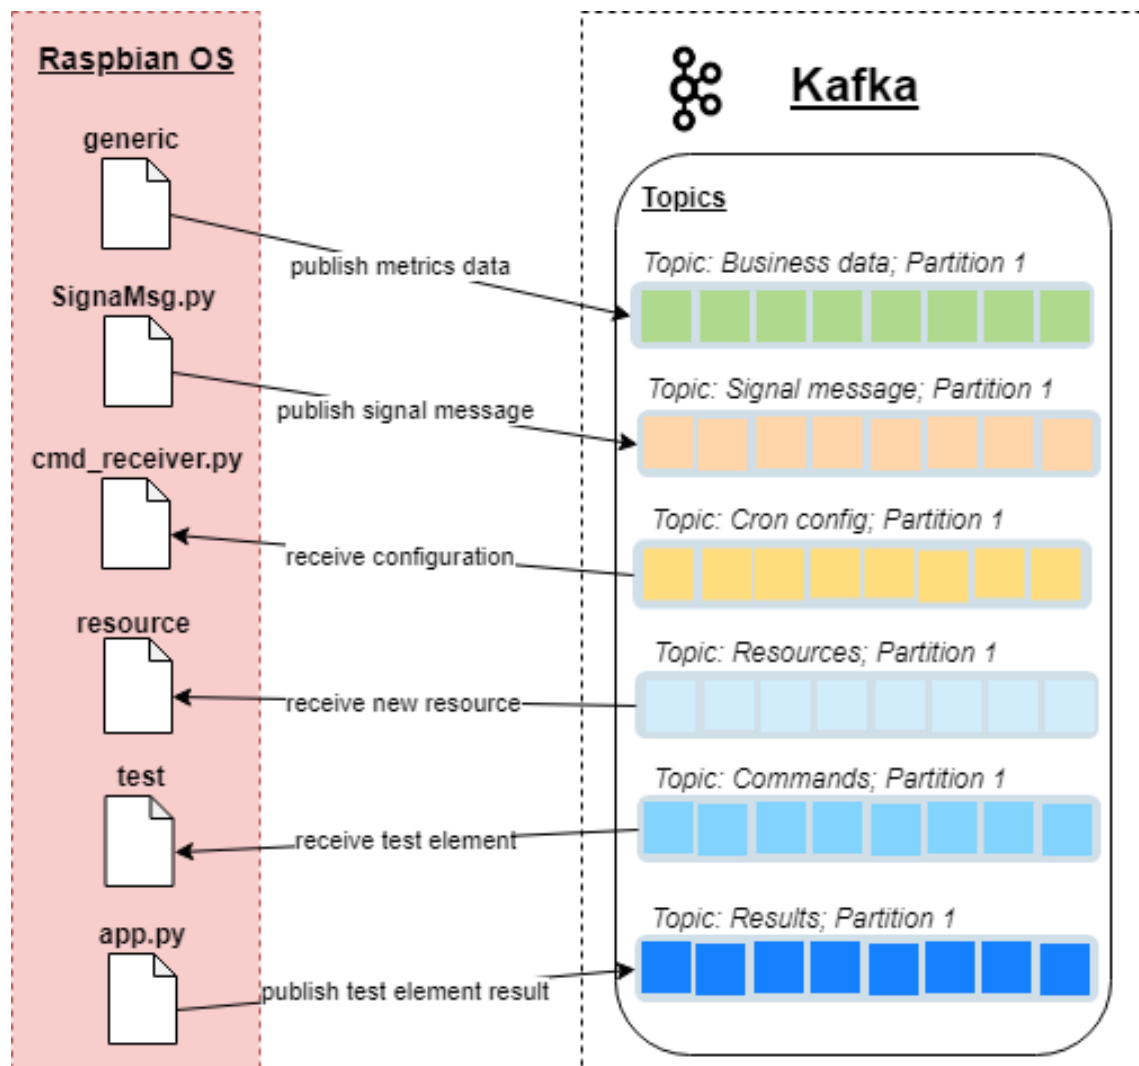 Raspbian OS
generic
SignaMsg.py
cmd_receiver.py
resource
test
app.py
publish metrics data
publish signal message
receive configuration
receive new resource
receive test element
publish test element result
Kafka
Topics
Topic: Business data; Partition 1
Topic: Signal message; Partition 1
Topic: Cron config; Partition 1
Topic: Resources; Partition 1
Topic: Commands; Partition 1
Topic: Results; Partition 1